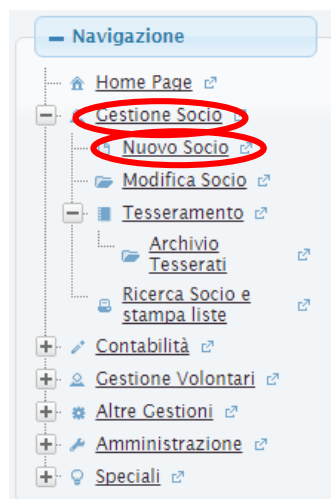 Navigazione
Home Page
Gestione Socio
Nuovo Socio
Modifica Socio
Tesseramento
Archivio
Tesserati
Ricerca Socio e
stampa liste
Contabilità
Gestione Volontari
Altre Gestioni
Amministrazione
Speciali